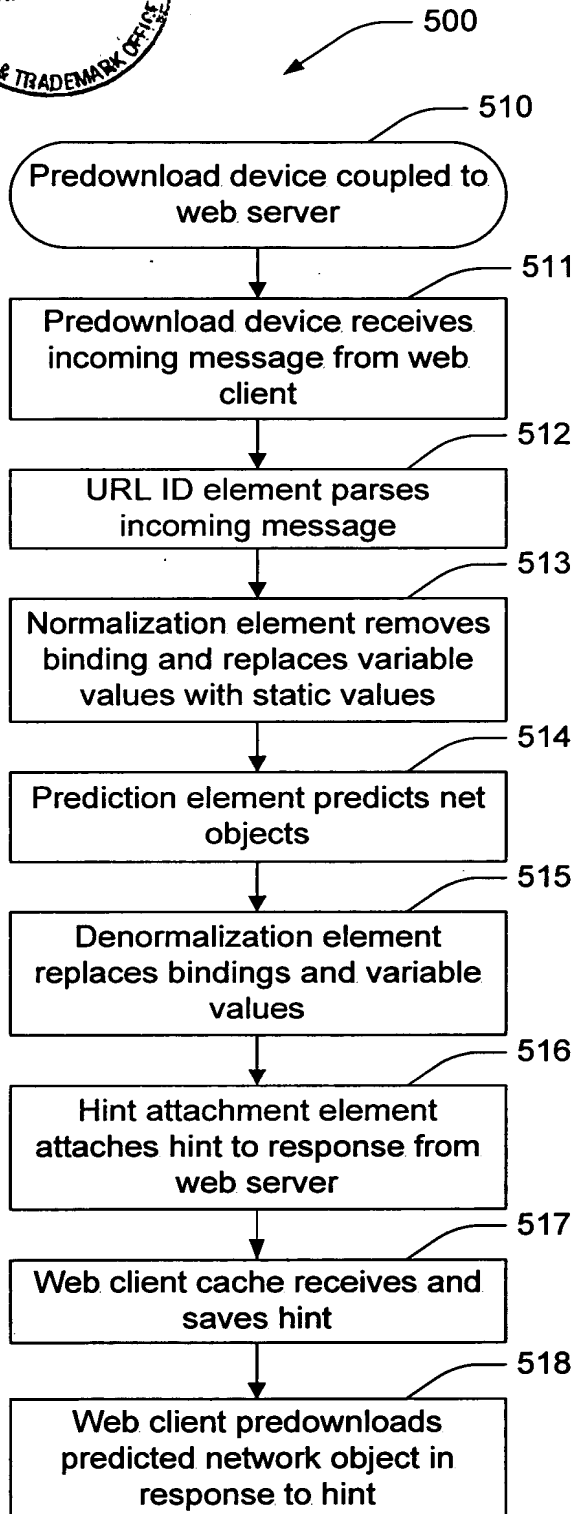 & TRADEMARK OFFICE
500
510
Predownload device coupled to
web server
511
Predownload device receives
incoming message from web
client
512
URL ID element parses
incoming message
513
Normalization element removes
binding and replaces variable
values with static values
514
Prediction element predicts net
objects
515
Denormalization element
replaces bindings and variable
values
516
Hint attachment element
attaches hint to response from
web server
517
Web client cache receives and
saves hint
518
Web client predownloads
predicted network object in
response to hint